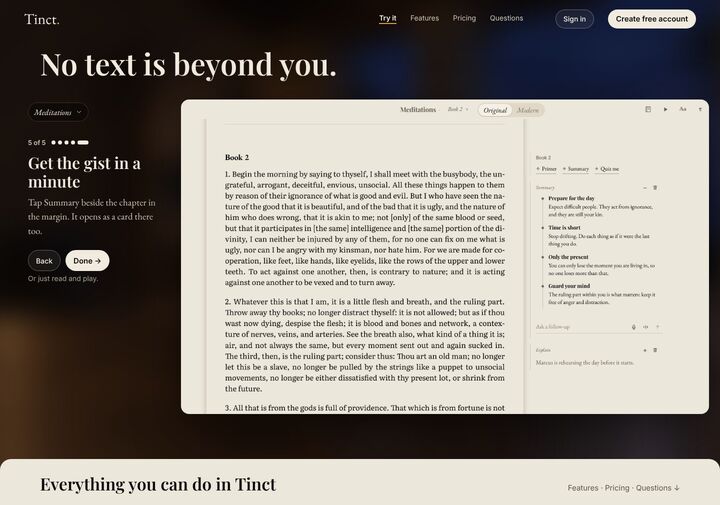 Tinct.
Try it
Features
Pricing
Questions
Sign in
Create free account
No text is beyond you.
Meditations
5 of 5
Get the gist in a
minute
Tap Summary beside the chapter in
the margin. It opens as a card there
too.
Back
Done →
Or just read and play.
Meditations
Book 2
Original
Modern
Aa
Book 2
1. Begin the morning by saying to thyself, I shall meet with the busybody, the un-
grateful, arrogant, deceitful, envious, unsocial. All these things happen to them
by reason of their ignorance of what is good and evil. But I who have seen the na-
ture of the good that it is beautiful, and of the bad that it is ugly, and the nature of
him who does wrong, that it is akin to me; not [only] of the same blood or seed,
but that it participates in [the same] intelligence and [the same] portion of the di-
vinity, I can neither be injured by any of them, for no one can fix on me what is
ugly, nor can I be angry with my kinsman, nor hate him. For we are made for co-
operation, like feet, like hands, like eyelids, like the rows of the upper and lower
teeth. To act against one another, then, is contrary to nature; and it is acting
against one another to be vexed and to turn away.
2. Whatever this is that I am, it is a little flesh and breath, and the ruling part.
Throw away thy books; no longer distract thyself: it is not allowed; but as if thou
wast now dying, despise the flesh; it is blood and bones and network, a contex-
ture of nerves, veins, and arteries. See the breath also, what kind of a thing it is;
air, and not always the same, but every moment sent out and again sucked in.
The third, then, is the ruling part; consider thus: Thou art an old man; no longer
let this be a slave, no longer be pulled by the strings like a puppet to unsocial
movements, no longer be either dissatisfied with thy present lot, or shrink from
the future.
3. All that is from the gods is full of providence. That which is from fortune is not
Book 2
+ Primer
+ Summary
+ Quiz me
Summary
Prepare for the day
Expect difficult people. They act from ignorance,
and they are still your kin.
Time is short
Stop drifting. Do each thing as if it were the last
thing you do.
Only the present
You can only lose the moment you are living in, so
no one loses more than that.
Guard your mind
The ruling part within you is what matters: keep it
free of anger and distraction.
Ask a follow-up
Explain
Marcus is rehearsing the day before it starts.
Everything you can do in Tinct
Features · Pricing · Questions ↓